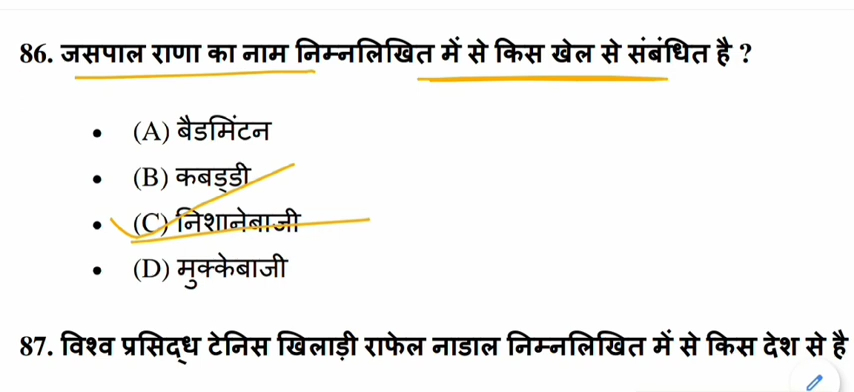 86. जसपाल राणा का नाम निम्नलिखित में से किस खेल से संबंधित है ?
(A) बैडमिंटन
(B) कबड्डी
(C) निशानेबाजी
(D) मुक्केबाजी
87. विश्व प्रसिद्ध टेनिस खिलाड़ी राफेल नाडाल निम्नलिखित में से किस देश से है